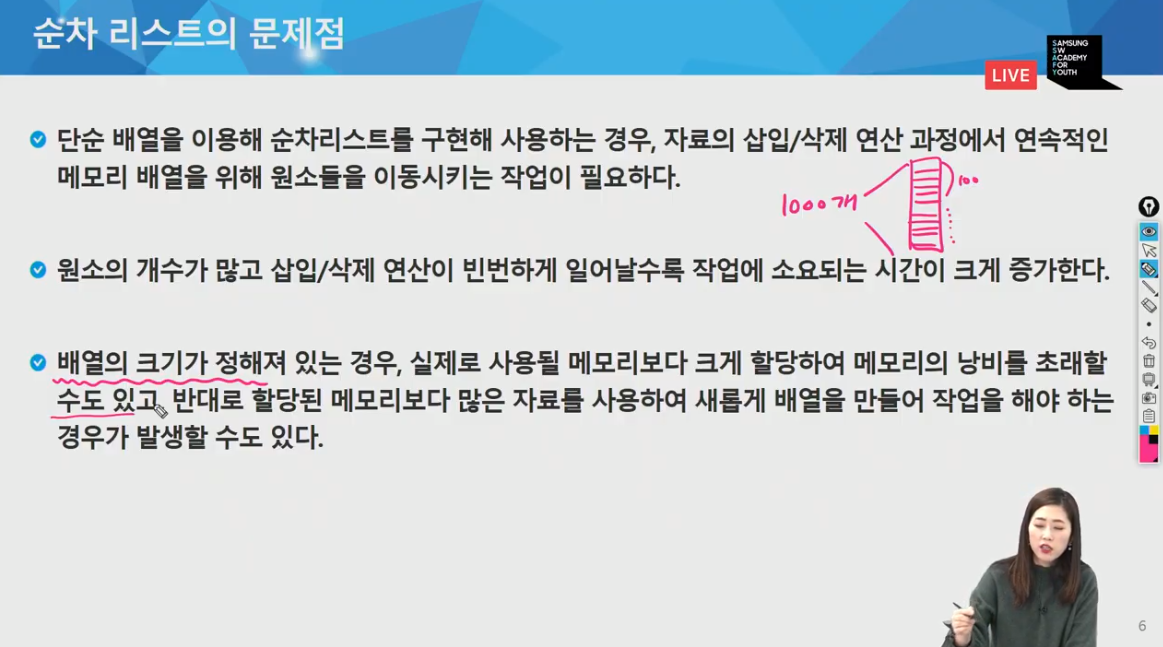 순차 리스트의 문제점
LIVE
SAMSUNG
SW
ACADEMY
FOR
YOUTH
단순 배열을 이용해 순차리스트를 구현해 사용하는 경우, 자료의 삽입/삭제 연산 과정에서 연속적인
메모리 배열을 위해 원소들을 이동시키는 작업이 필요하다.
1000개
100
원소의 개수가 많고 삽입/삭제 연산이 빈번하게 일어날수록 작업에 소요되는 시간이 크게 증가한다.
배열의 크기가 정해져 있는 경우, 실제로 사용될 메모리보다 크게 할당하여 메모리의 낭비를 초래할
수도 있고, 반대로 할당된 메모리보다 많은 자료를 사용하여 새롭게 배열을 만들어 작업을 해야 하는
경우가 발생할 수도 있다.
6